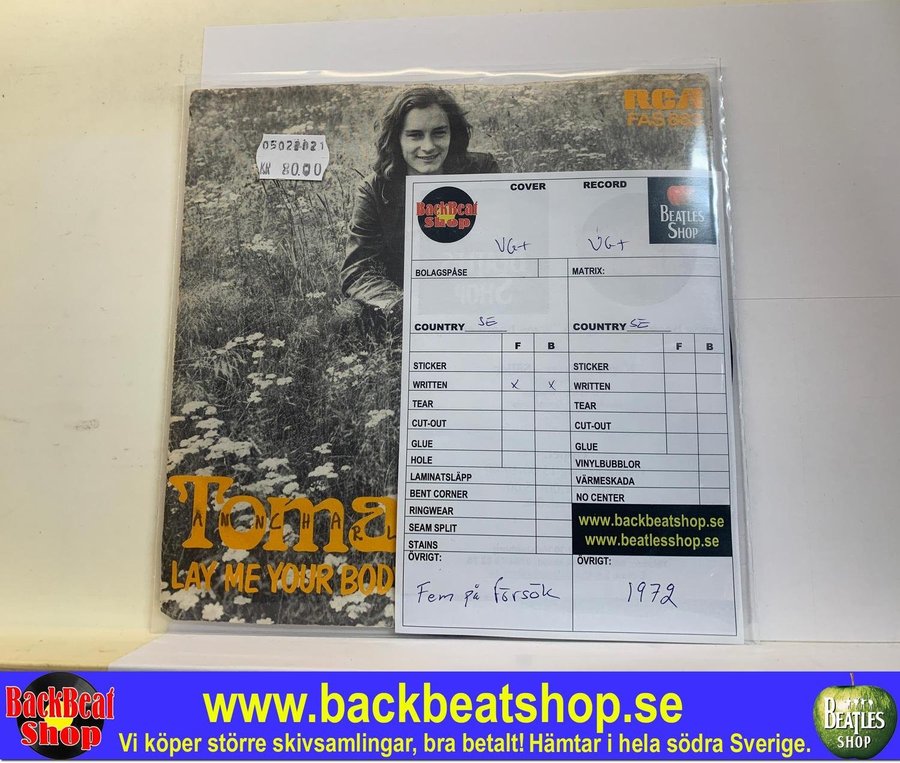 RCA
FAS 88
05021021
KR 80.00
COVER
RECORD
BackBeat
Shop
BEATLES
SHOP
VG+
VG+
BOLAGSPÅSE
MATRIX:
COUNTRY SE
COUNTRY SE
F B
F B
STICKER
STICKER
WRITTEN x x
WRITTEN
TEAR
TEAR
CUT-OUT
CUT-OUT
GLUE
GLUE
HOLE
VINYLBUBBLOR
LAMINATSLÄPP
VÄRMESKADA
BENT CORNER
NO CENTER
RINGWEAR
SEAM SPLIT
STAINS
www.backbeatshop.se
www.beatlesshop.se
ÖVRIGT:
ÖVRIGT:
Fem på försök
1972
Toma
ANNCHARL
LAY ME YOUR BOD
BackBeat
Shop
www.backbeatshop.se
Vi köper större skivsamlingar, bra betalt! Hämtar i hela södra Sverige.
BEATLES
SHOP